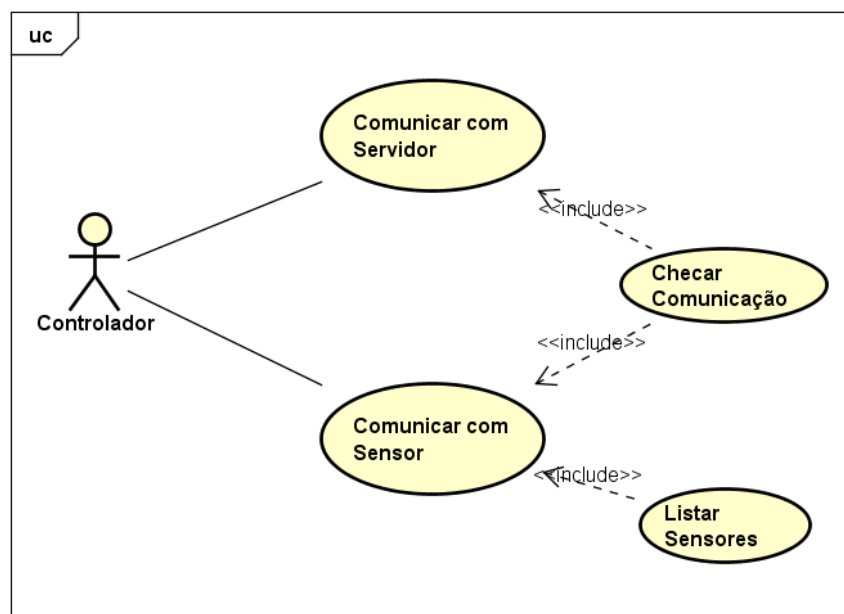 uc
Comunicar com
Servidor
<<include>>
Checar
Comunicação
Controlador
<<include>>
Comunicar com
Sensor
<<include>>
Listar
Sensores